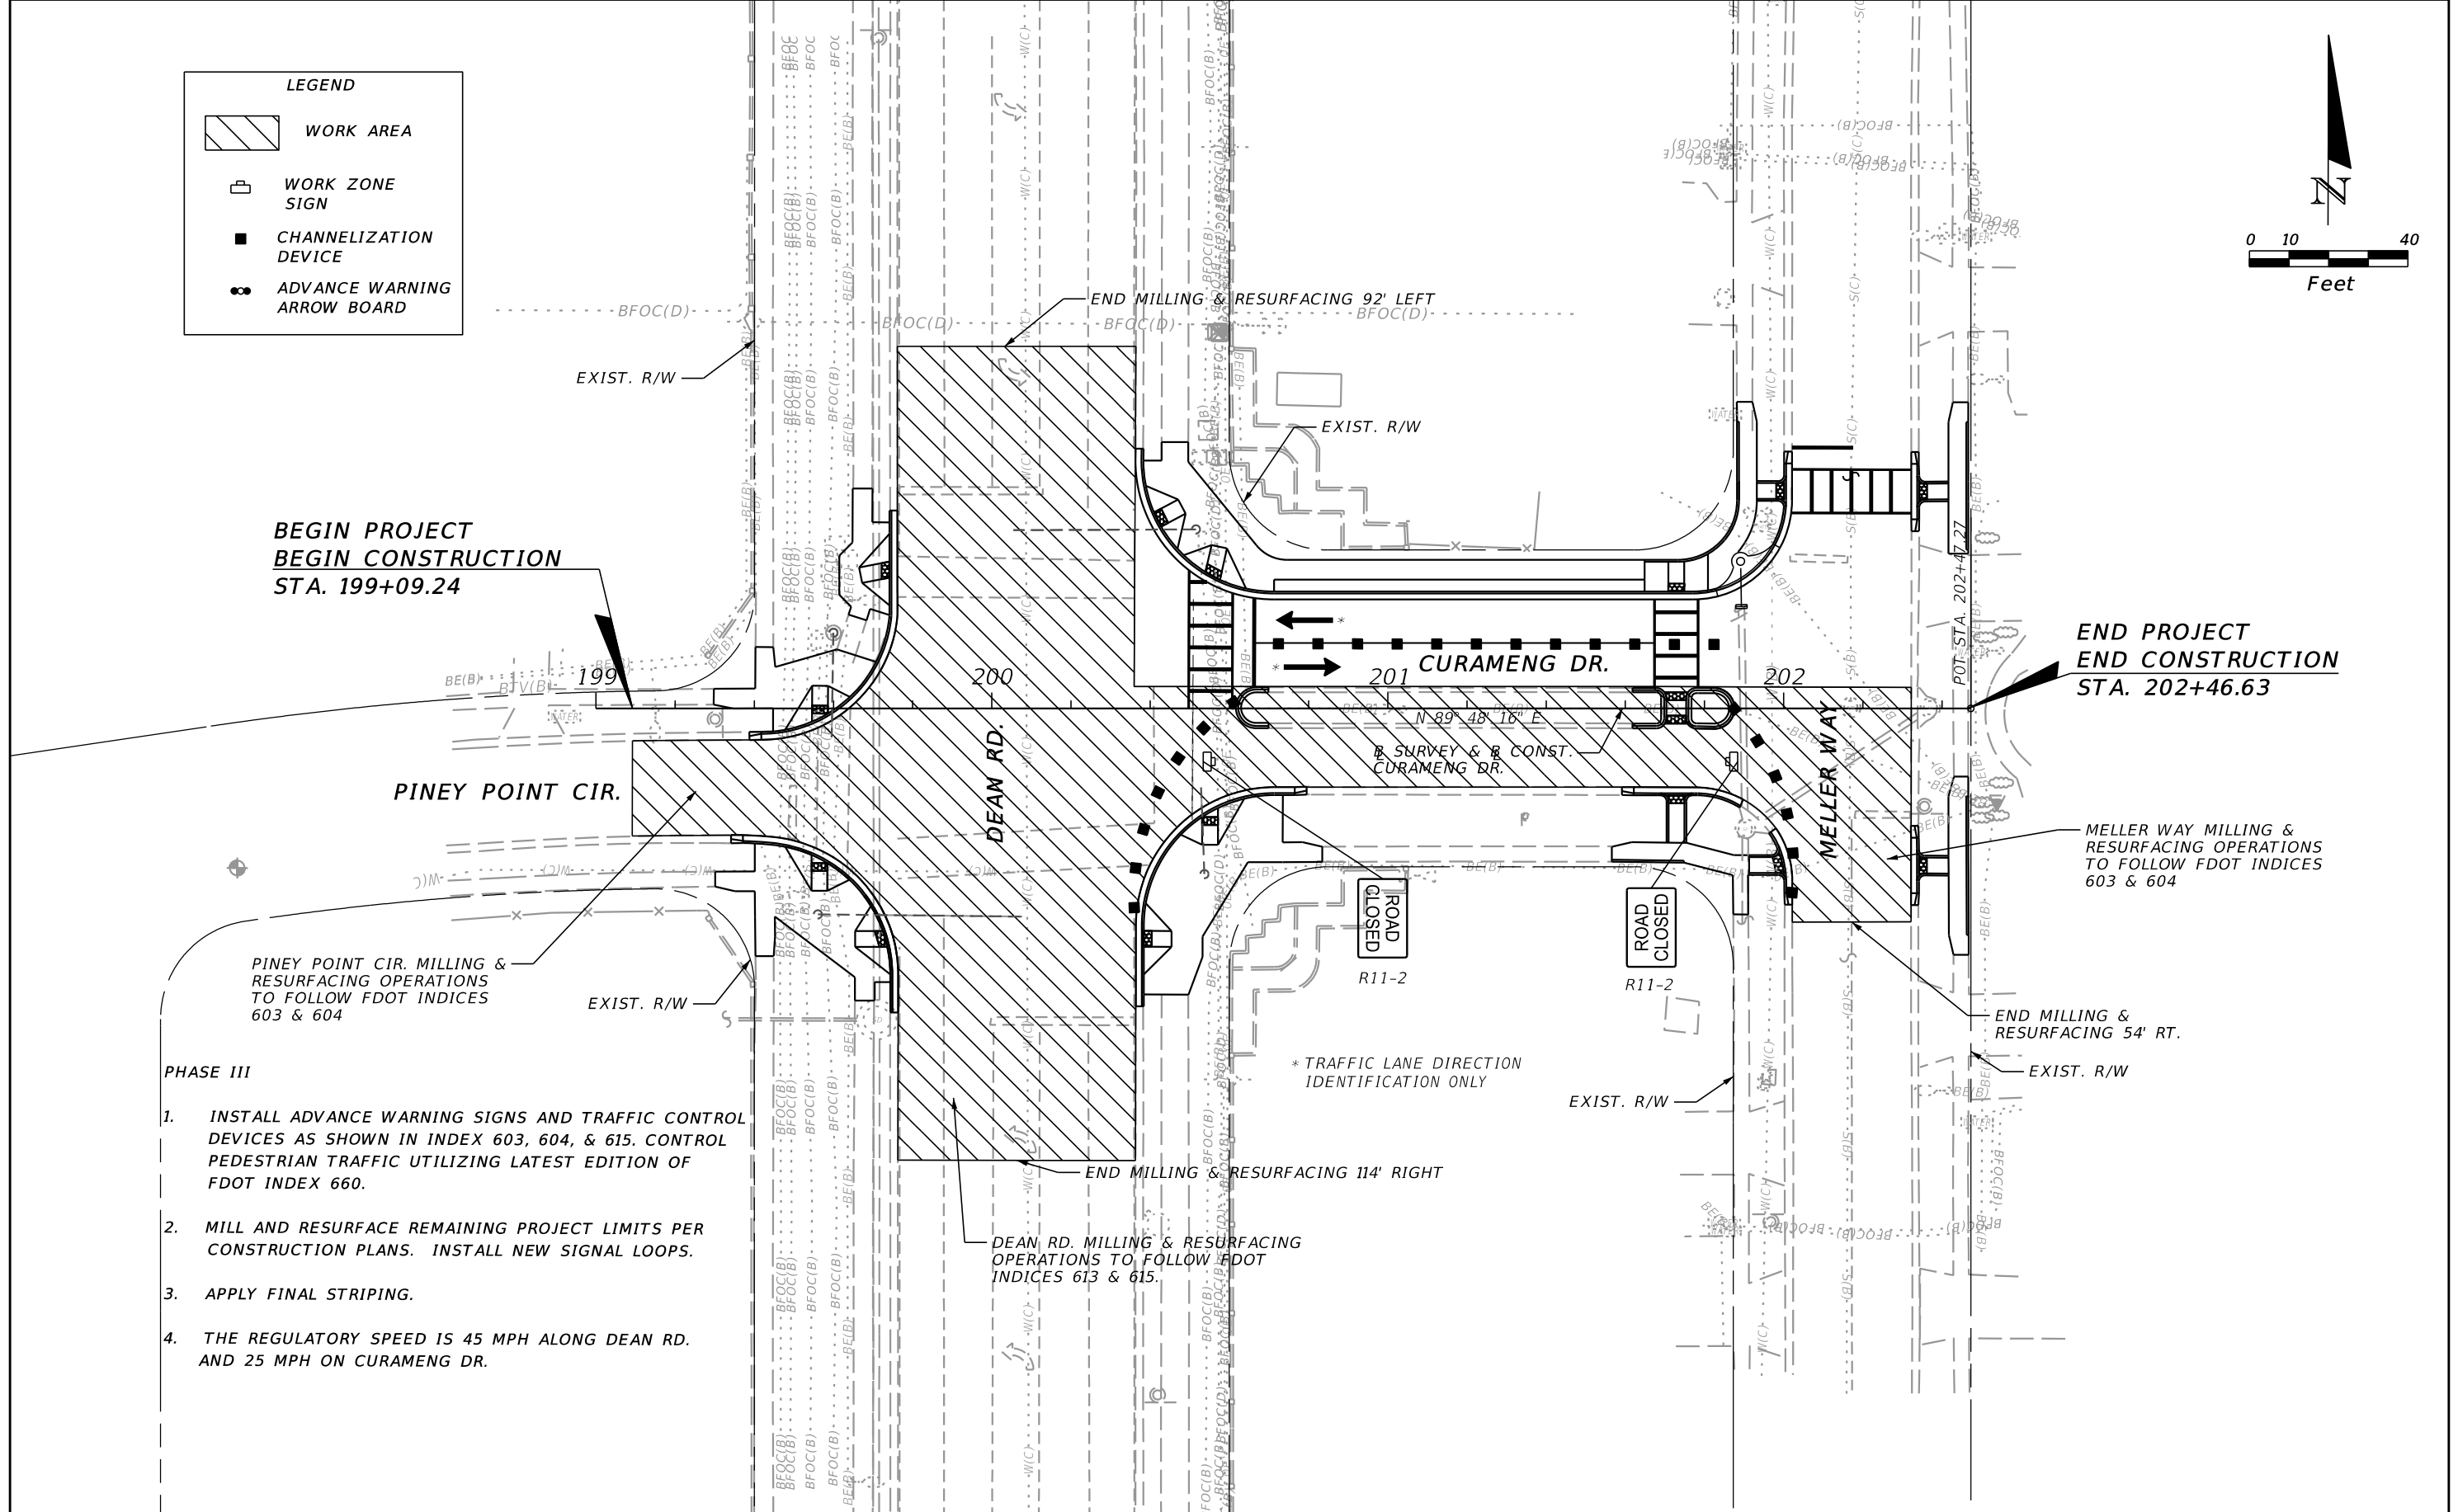 LEGEND
WORK AREA
WORK ZONE
SIGN
CHANNELIZATION
DEVICE
ADVANCE WARNING
ARROW BOARD
N
0 10 40
Feet
END MILLING & RESURFACING 92' LEFT
BFOC(D)
BFOC(D)
BFOC(D)
BFOC(D)
EXIST. R/W
EXIST. R/W
BEGIN PROJECT
BEGIN CONSTRUCTION
STA. 199+09.24
POT STA. 202+47.27
END PROJECT
END CONSTRUCTION
STA. 202+46.63
*
*
CURAMENG DR.
199
200
201
202
BE(B)
BTV(B)
N 89° 48' 16" E
B SURVEY & B CONST.
CURAMENG DR.
PINEY POINT CIR.
DEAN RD.
MELLER WAY
MELLER WAY MILLING &
RESURFACING OPERATIONS
TO FOLLOW FDOT INDICES
603 & 604
ROAD
CLOSED
R11-2
ROAD
CLOSED
R11-2
PINEY POINT CIR. MILLING &
RESURFACING OPERATIONS
TO FOLLOW FDOT INDICES
603 & 604
EXIST. R/W
END MILLING &
RESURFACING 54' RT.
EXIST. R/W
* TRAFFIC LANE DIRECTION
IDENTIFICATION ONLY
EXIST. R/W
END MILLING & RESURFACING 114' RIGHT
DEAN RD. MILLING & RESURFACING
OPERATIONS TO FOLLOW FDOT
INDICES 613 & 615.
PHASE III
1. INSTALL ADVANCE WARNING SIGNS AND TRAFFIC CONTROL
DEVICES AS SHOWN IN INDEX 603, 604, & 615. CONTROL
PEDESTRIAN TRAFFIC UTILIZING LATEST EDITION OF
FDOT INDEX 660.
2. MILL AND RESURFACE REMAINING PROJECT LIMITS PER
CONSTRUCTION PLANS. INSTALL NEW SIGNAL LOOPS.
3. APPLY FINAL STRIPING.
4. THE REGULATORY SPEED IS 45 MPH ALONG DEAN RD.
AND 25 MPH ON CURAMENG DR.